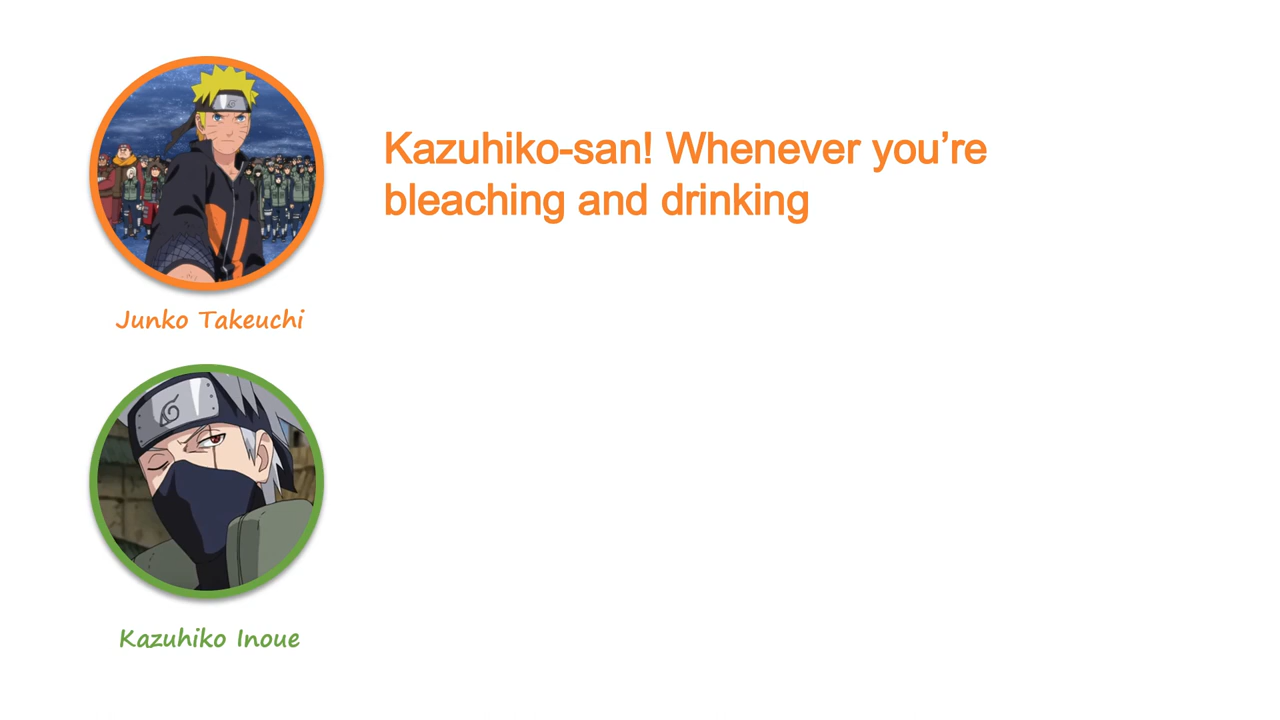 Kazuhiko-san! Whenever you’re
bleaching and drinking
Junko Takeuchi
Kazuhiko Inoue